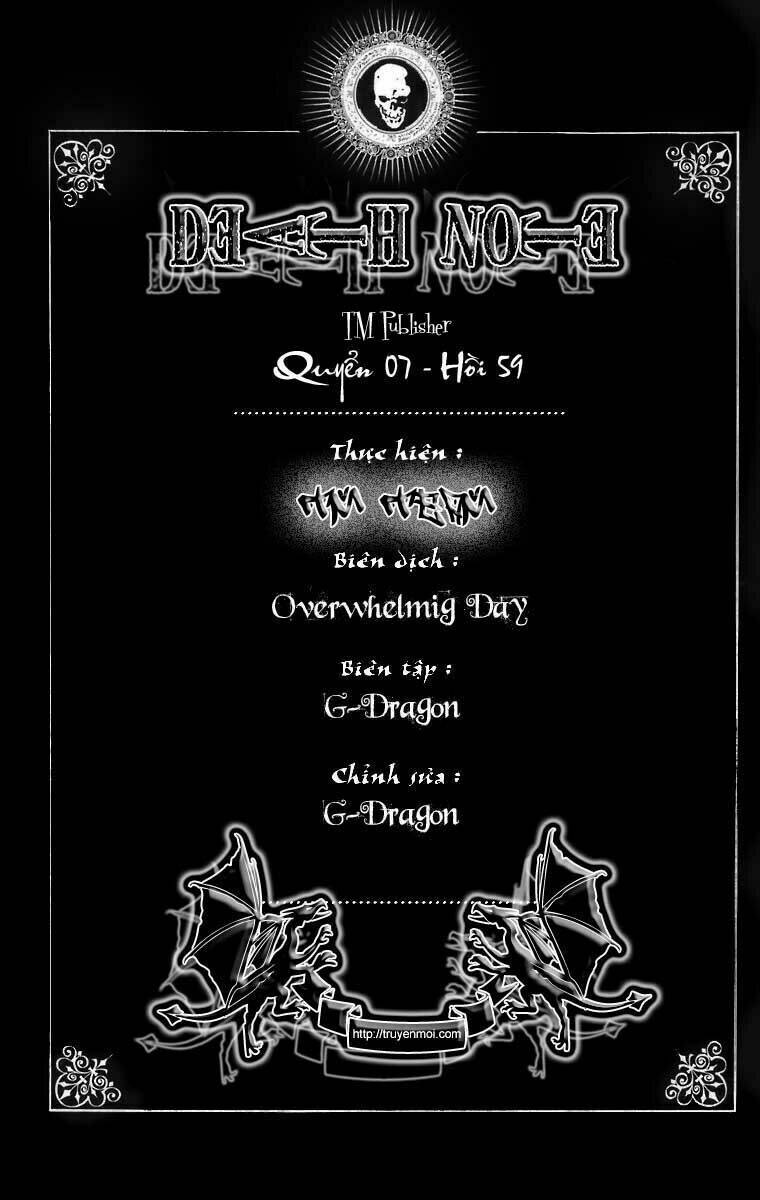 DEATH NOTE
TM Publisher
Quyển 07 - Hồi 59
Thực hiện :
Biên dịch :
Overwhelmig Day
Biên tập :
G-Dragon
Chỉnh sửa :
G-Dragon
http://truyenmoi.com